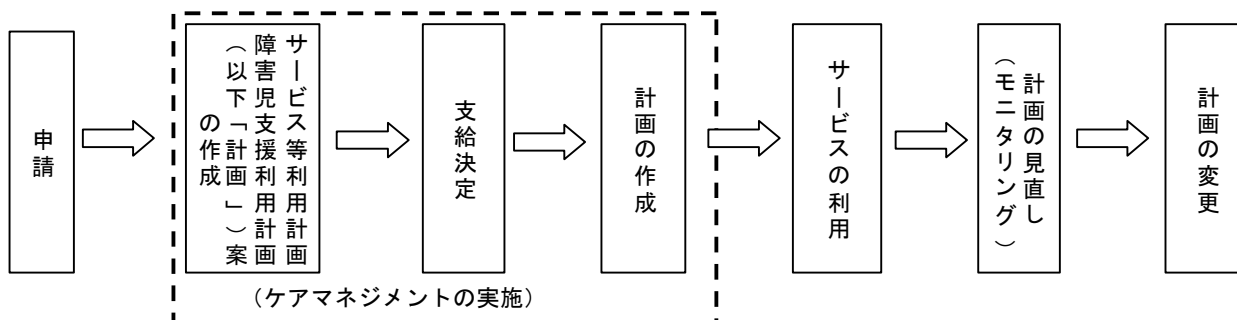 申請
サービス等利用計画
障害児支援利用計画
（以下「計画」）案
の作成
支給決定
計画の作成
サービスの利用
計画の見直し
（モニタリング）
計画の変更
（ケアマネジメントの実施）